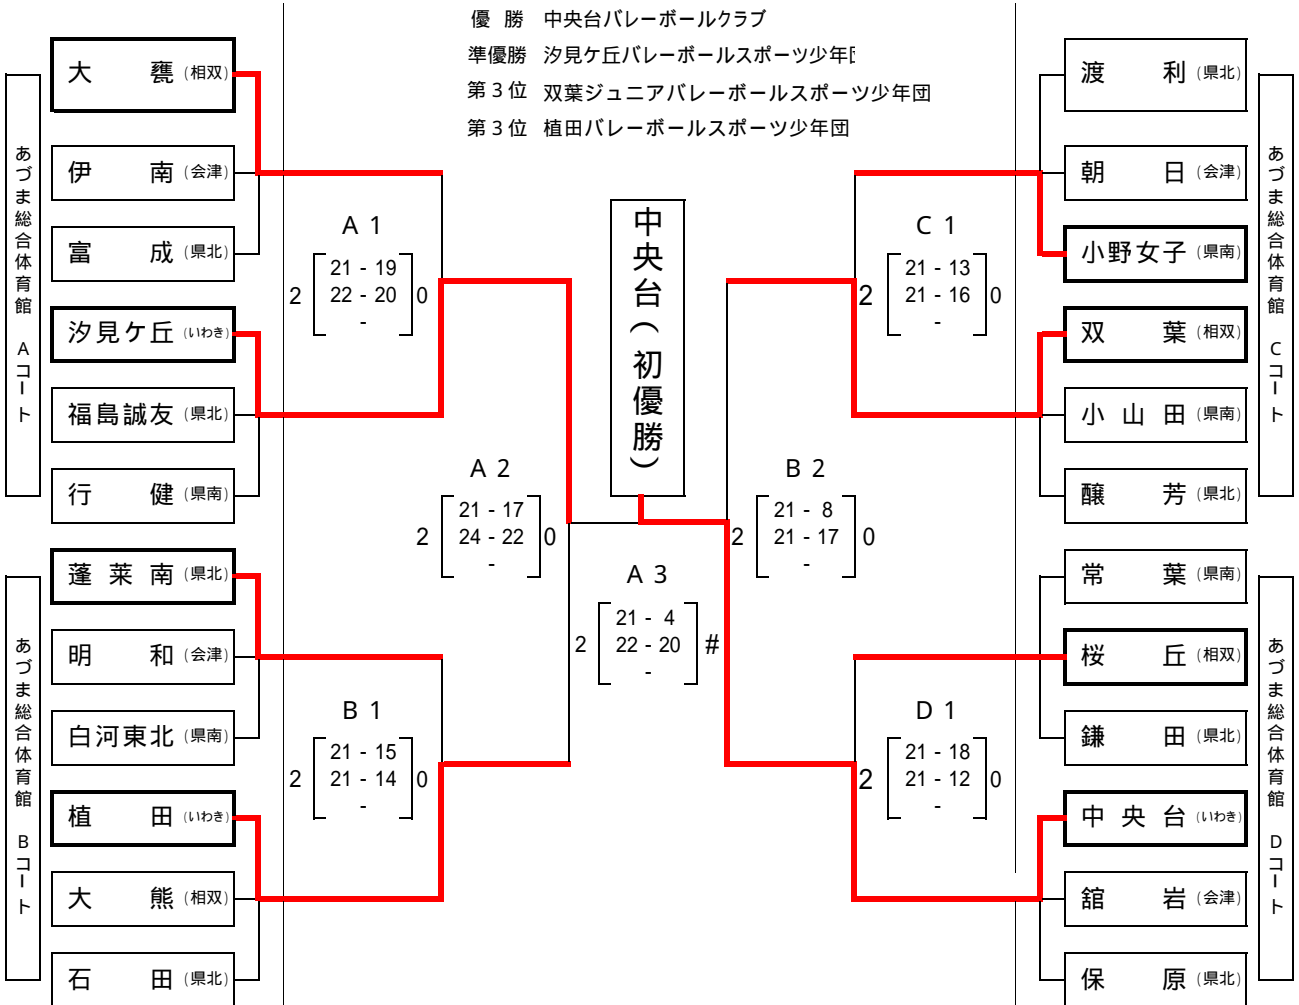 優 勝 中央台バレーボールクラブ
準優勝 汐見ケ丘バレーボールスポーツ少年団
第３位 双葉ジュニアバレーボールスポーツ少年団
第３位 植田バレーボールスポーツ少年団
あづま総合体育館 Aコート
大 甕 (相双)
伊 南 (会津)
富 成 (県北)
汐見ケ丘 (いわき)
福島誠友 (県北)
行 健 (県南)
あづま総合体育館 Bコート
蓬 莱 南 (県北)
明 和 (会津)
白河東北 (県南)
植 田 (いわき)
大 熊 (相双)
石 田 (県北)
A 1
21 - 19
2 22 - 20 0
-
A 2
21 - 17
2 24 - 22 0
-
B 1
21 - 15
2 21 - 14 0
-
中央台（初優勝）
A 3
21 - 4
2 22 - 20 #
-
C 1
21 - 13
2 21 - 16 0
-
B 2
21 - 8
2 21 - 17 0
-
D 1
21 - 18
2 21 - 12 0
-
渡 利 (県北)
朝 日 (会津)
小野女子 (県南)
双 葉 (相双)
小 山 田 (県南)
醸 芳 (県北)
あづま総合体育館 Cコート
常 葉 (県南)
桜 丘 (相双)
鎌 田 (県北)
中 央 台 (いわき)
舘 岩 (会津)
保 原 (県北)
あづま総合体育館 Dコート